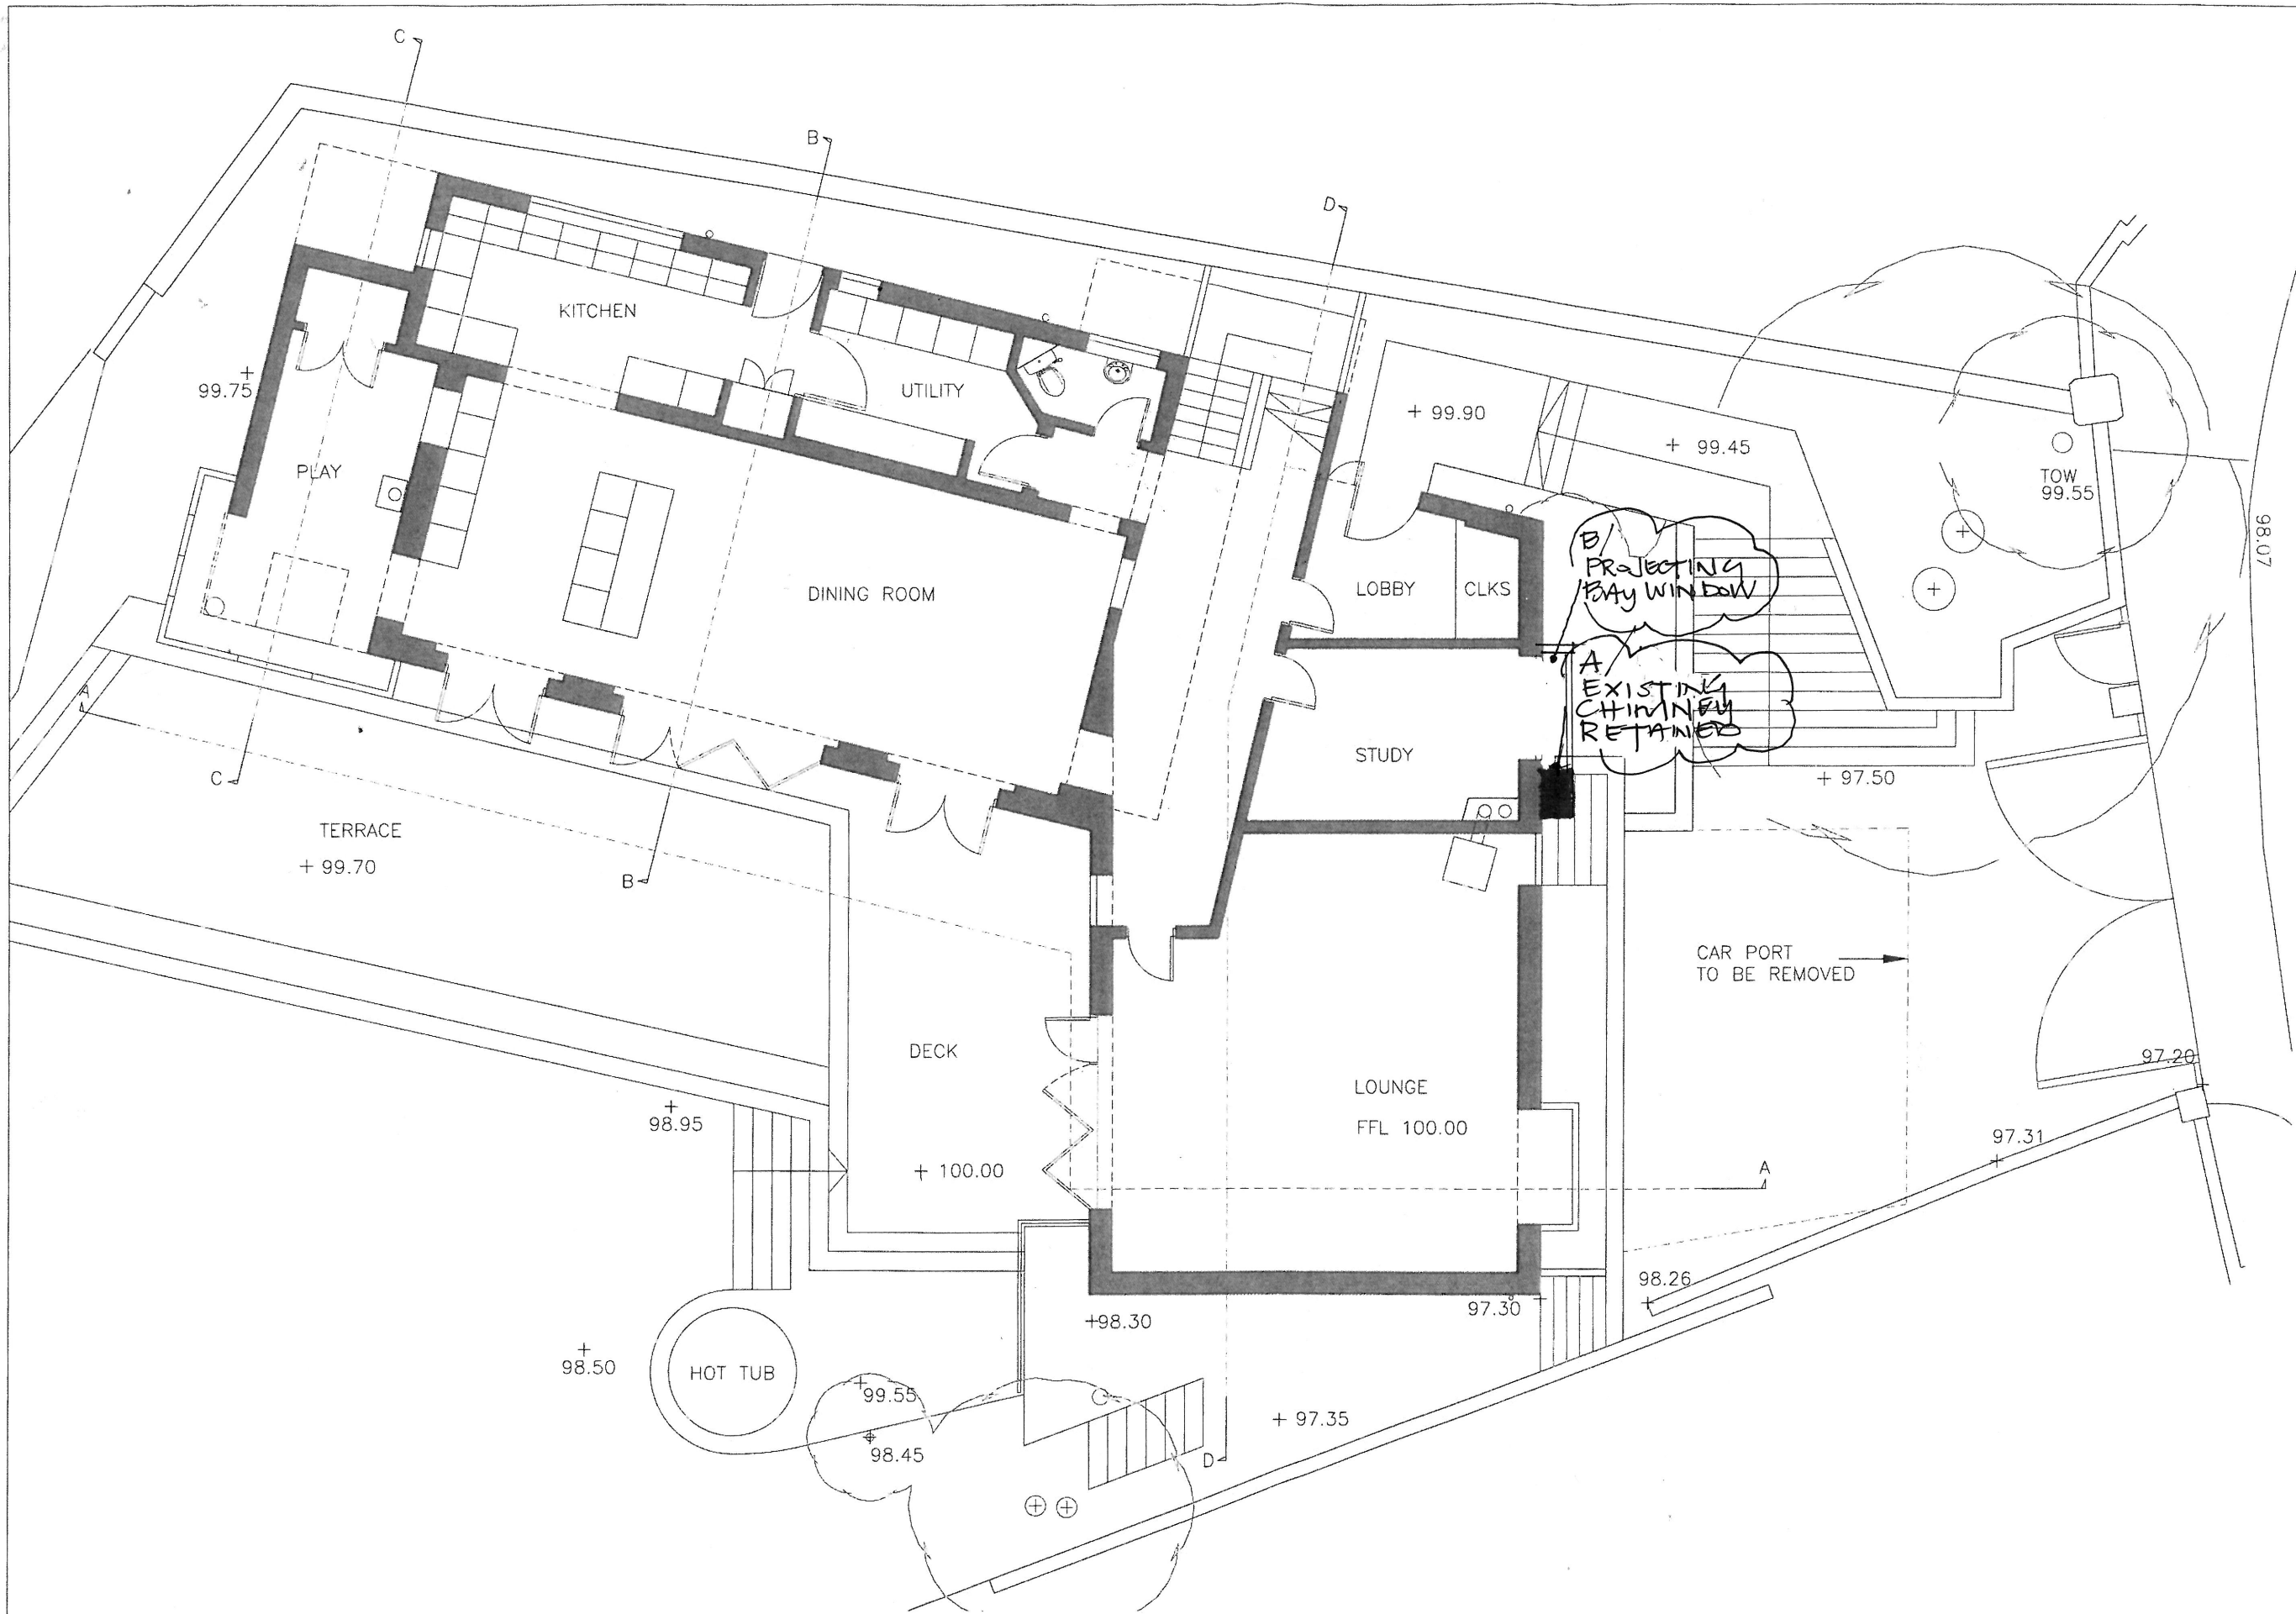 C
B
D
KITCHEN
+ 99.90
+ 99.45
99.75
UTILITY
PLAY
TOW
99.55
98.07
B/
PROJECTING
BAY WINDOW
LOBBY
CLKS
DINING ROOM
A/
EXISTING
CHIMNEY
RETAINED
A
STUDY
C
+ 97.50
TERRACE
+ 99.70
B
CAR PORT
TO BE REMOVED
DECK
97.20
LOUNGE
FFL 100.00
98.95
97.31
+ 100.00
A
98.26
97.30
+98.30
98.50
HOT TUB
99.55
+ 97.35
98.45
D